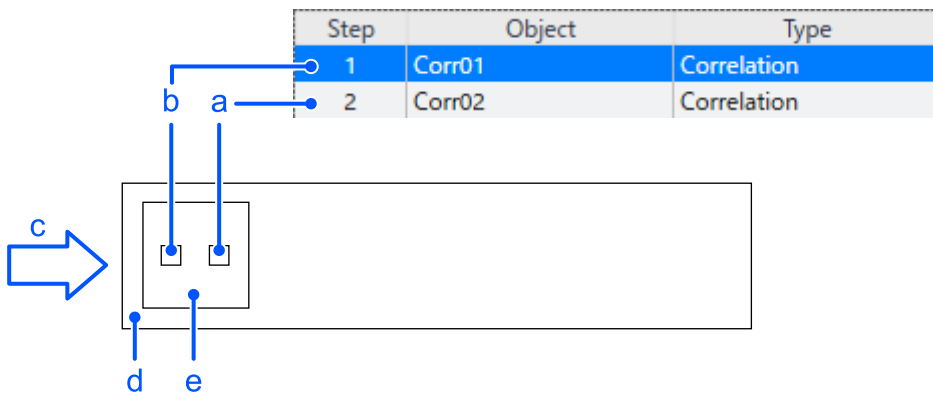 Step Object Type
1 Corr01 Correlation
b a 2 Corr02 Correlation
c
d e